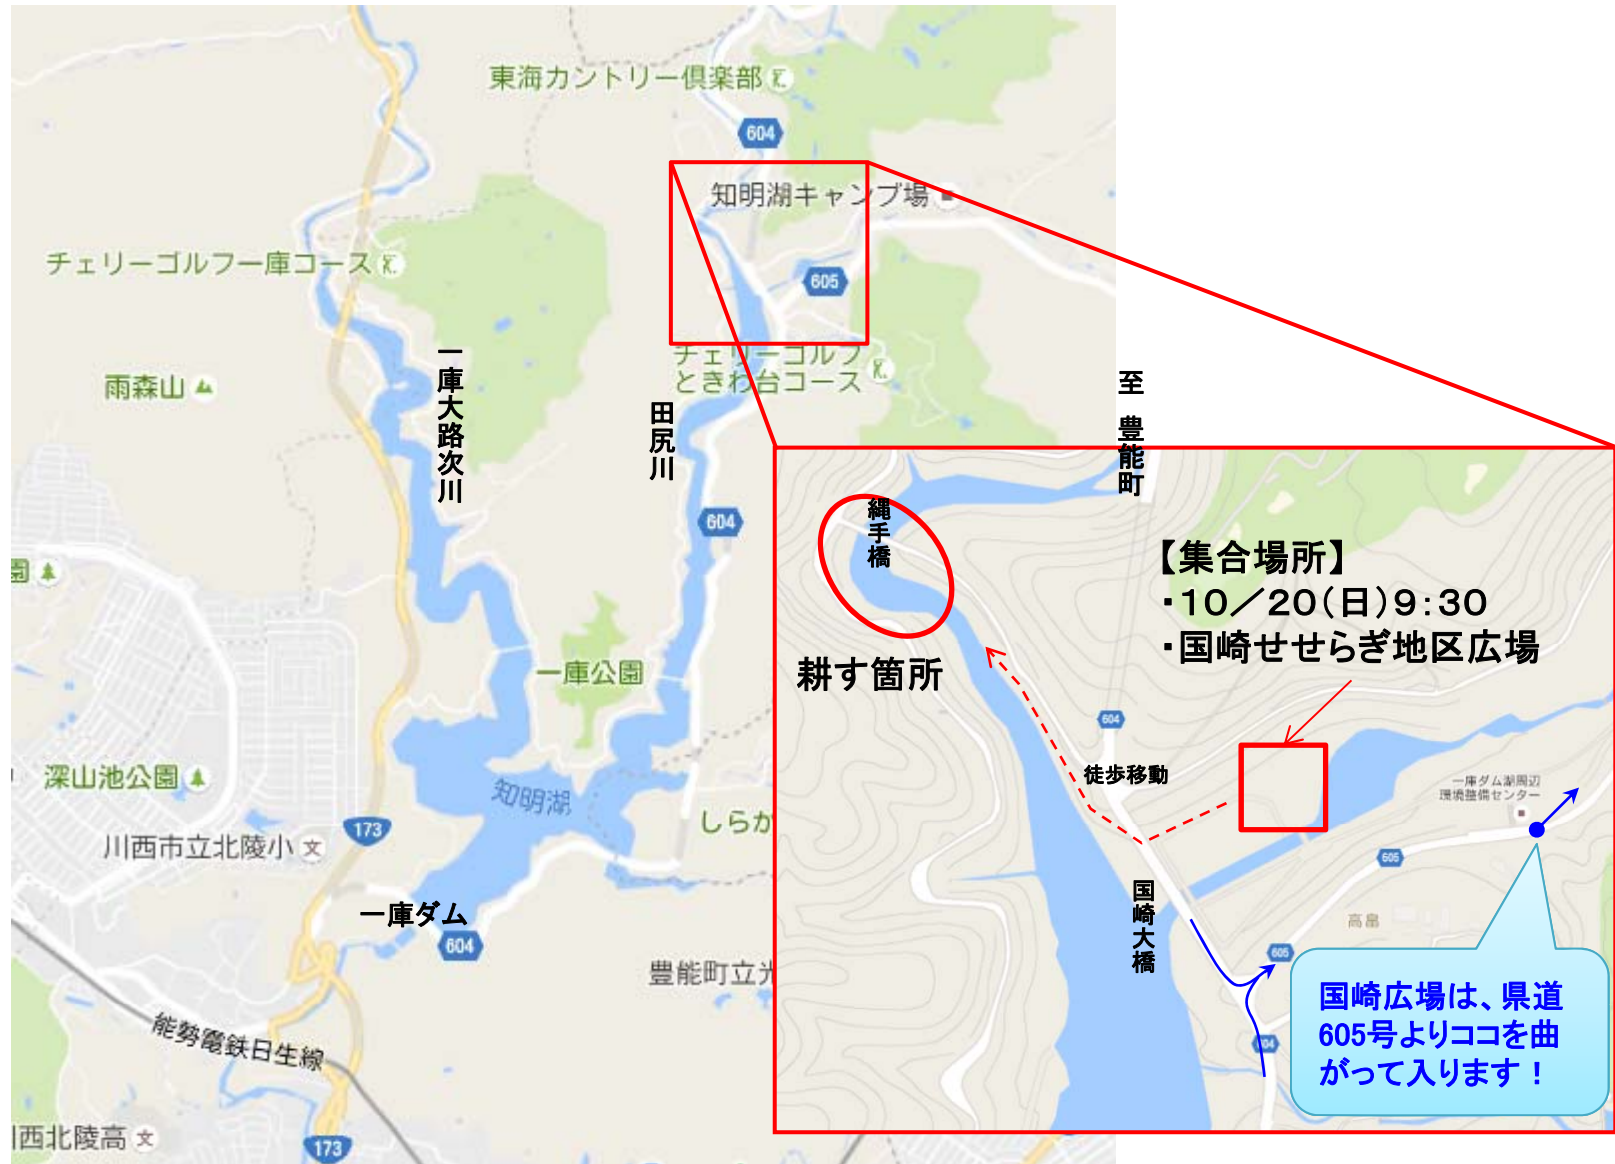 東海カントリー倶楽部
604
知明湖キャンプ場
チェリーゴルフ一庫コース
605
チェリーゴルフ
ときわ台コース
雨森山
一庫大路次川
田尻川
至 豊能町
604
縄手橋
【集合場所】
・10/20(日)9:30
・国崎せせらぎ地区広場
耕す箇所
一庫公園
604
徒歩移動
深山池公園
知明湖
一庫ダム湖周辺
環境整備センター
しらか
173
川西市立北陵小
文
605
国崎大橋
高畠
一庫ダム
604
605
豊能町立光
国崎広場は、県道
605号よりココを曲
がって入ります！
能勢電鉄日生線
604
川西北陵高
文
173